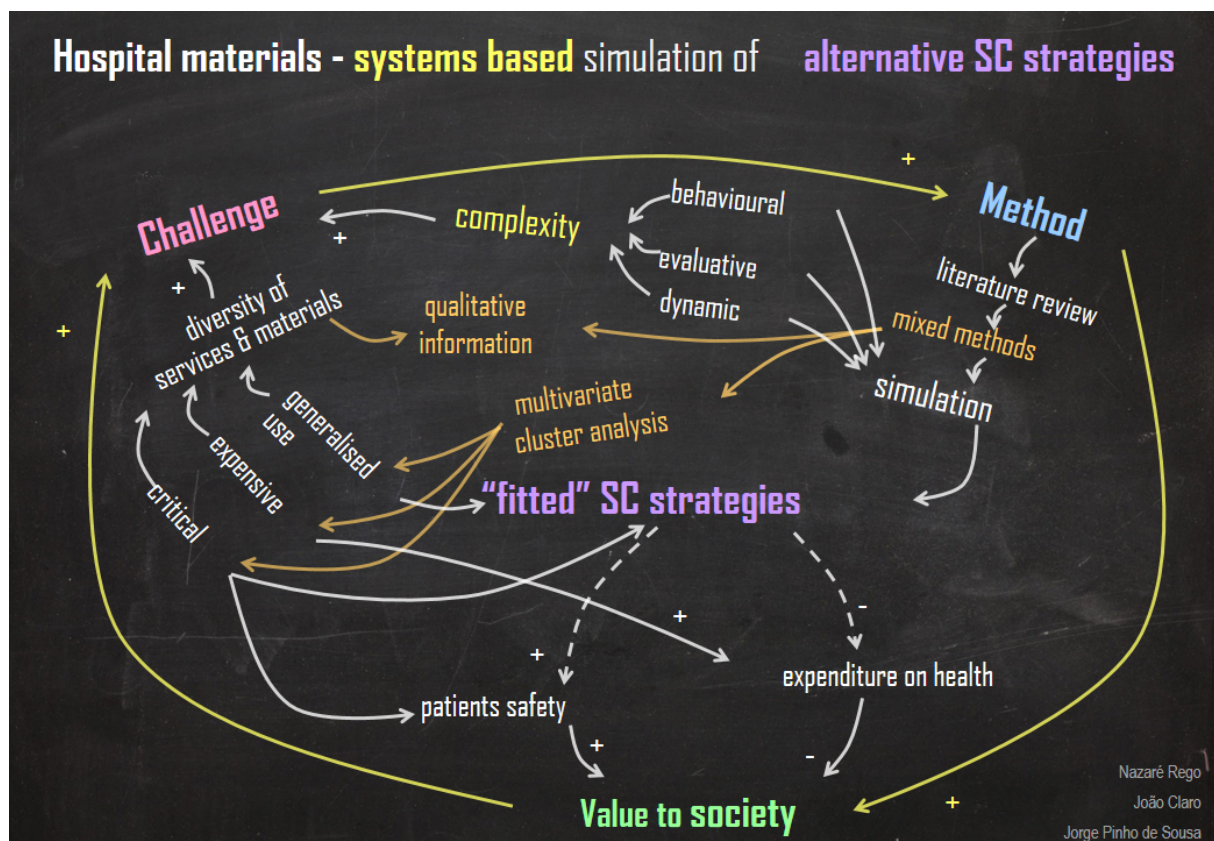 Hospital materials - systems based simulation of alternative SC strategies
+
behavioural
Challenge
complexity
Method
+
evaluative
literature review
+
diversity of
services & materials
dynamic
qualitative
information
mixed methods
+
simulation
generalised
use
multivariate
cluster analysis
expensive
critical
“fitted” SC strategies
+
-
+
expenditure on health
patients safety
+
-
Value to society
+
Nazaré Rego
João Claro
Jorge Pinho de Sousa